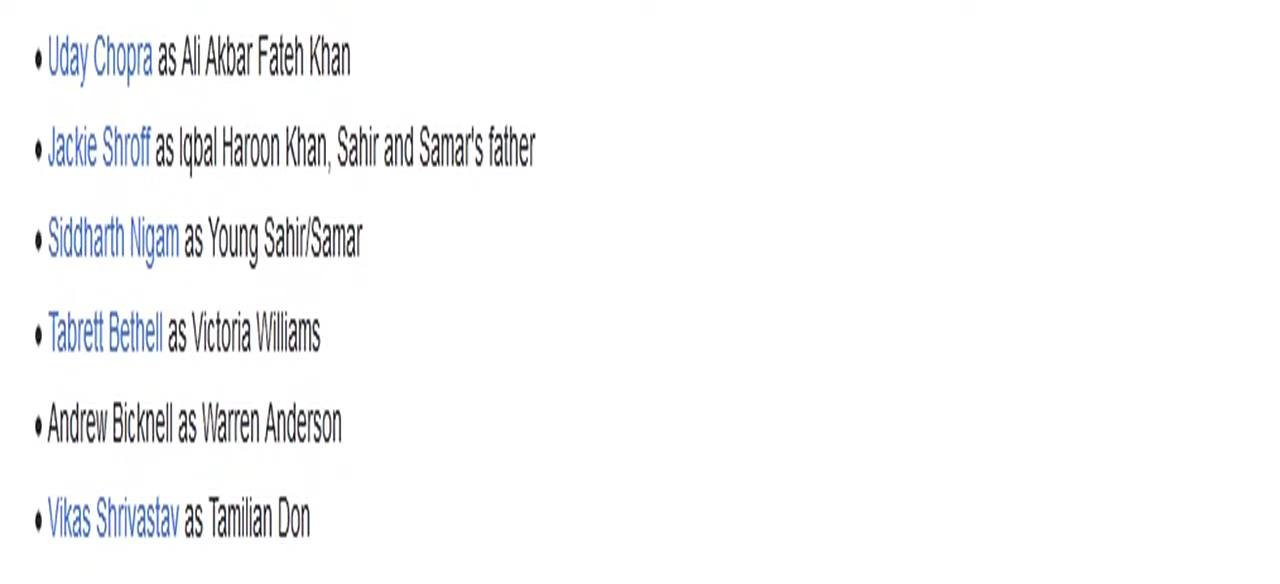 • Uday Chopra as Ali Akbar Fateh Khan
• Jackie Shroff as Iqbal Haroon Khan, Sahir and Samar's father
• Siddharth Nigam as Young Sahir/Samar
• Tabrett Bethell as Victoria Williams
• Andrew Bicknell as Warren Anderson
• Vikas Shrivastav as Tamilian Don